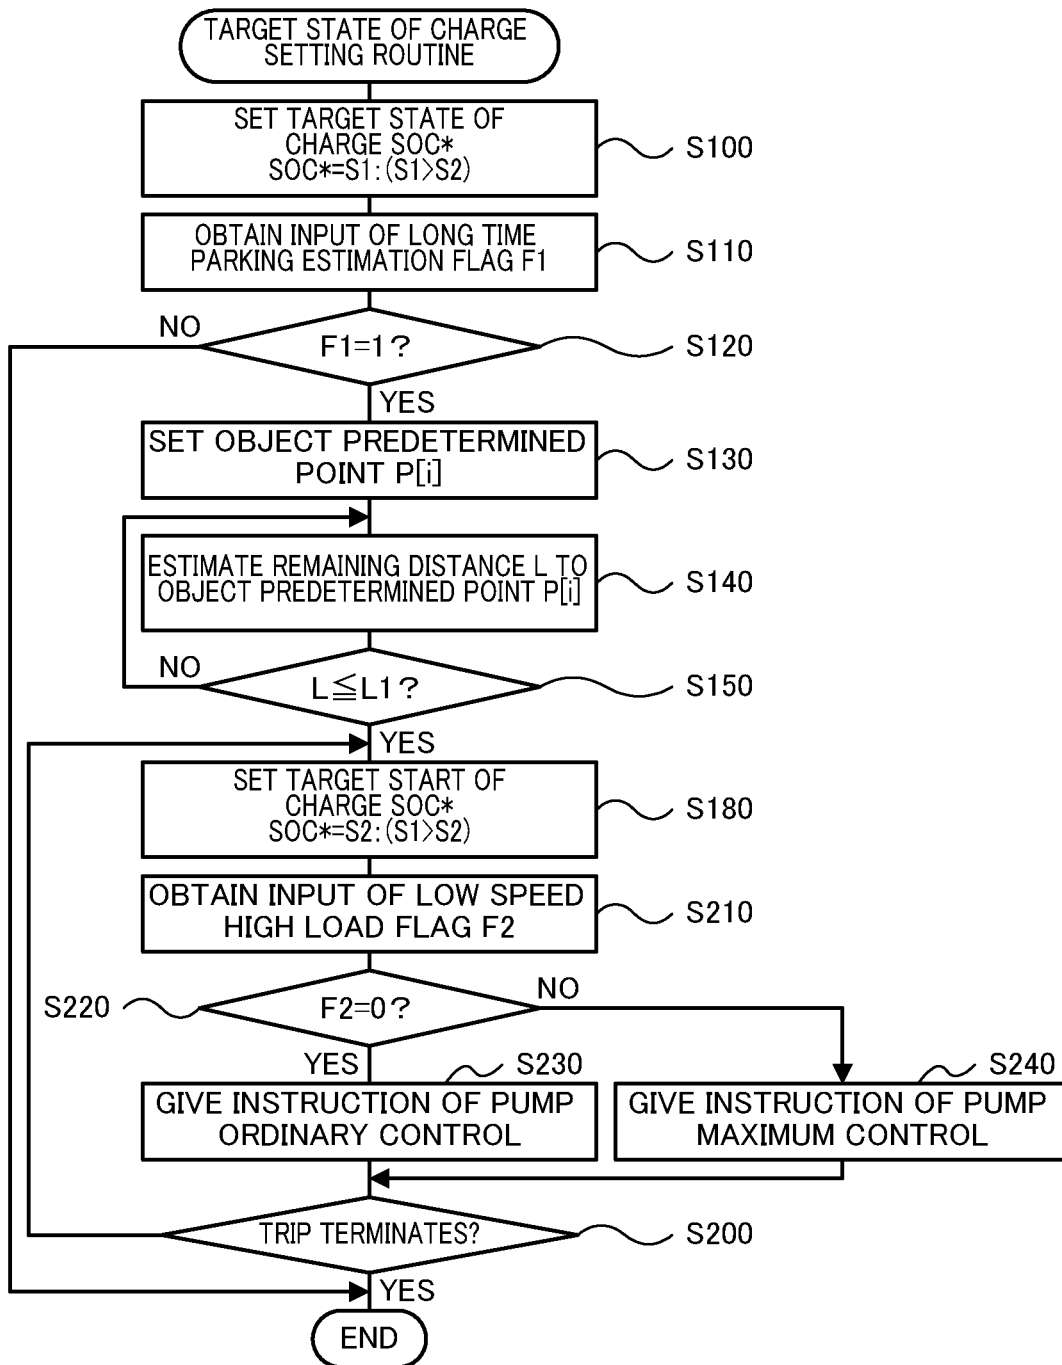 TARGET STATE OF CHARGE
SETTING ROUTINE
SET TARGET STATE OF
CHARGE SOC*
SOC*=S1:(S1>S2)
S100
OBTAIN INPUT OF LONG TIME
PARKING ESTIMATION FLAG F1
S110
NO
F1=1?
S120
YES
SET OBJECT PREDETERMINED
POINT P[i]
S130
ESTIMATE REMAINING DISTANCE L TO
OBJECT PREDETERMINED POINT P[i]
S140
NO
L≦L1?
S150
YES
SET TARGET START OF
CHARGE SOC*
SOC*=S2:(S1>S2)
S180
OBTAIN INPUT OF LOW SPEED
HIGH LOAD FLAG F2
S210
S220
F2=0?
NO
YES
S230
S240
GIVE INSTRUCTION OF PUMP
ORDINARY CONTROL
GIVE INSTRUCTION OF PUMP
MAXIMUM CONTROL
TRIP TERMINATES?
S200
YES
END